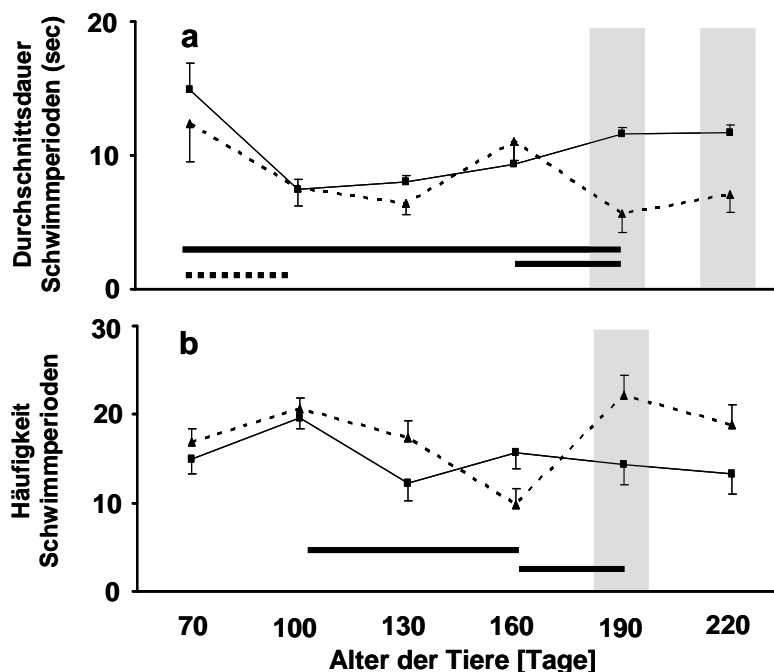 a
Durchschnittsdauer
Schwimmperioden (sec)
20
10
0
b
Häufigkeit
Schwimmperioden
30
20
10
0
70 100 130 160 190 220
Alter der Tiere [Tage]